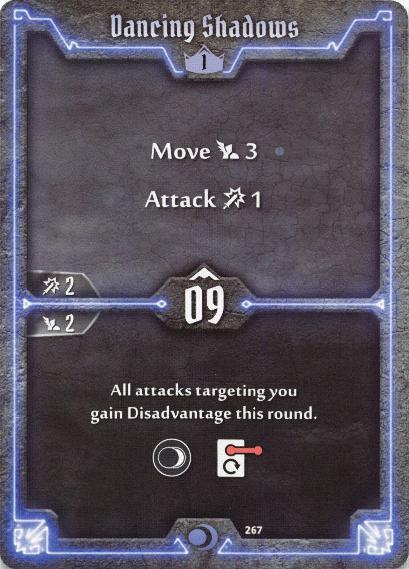 Dancing Shadows
1
Move 3
Attack 1
2
09
2
All attacks targeting you
gain Disadvantage this round.
267